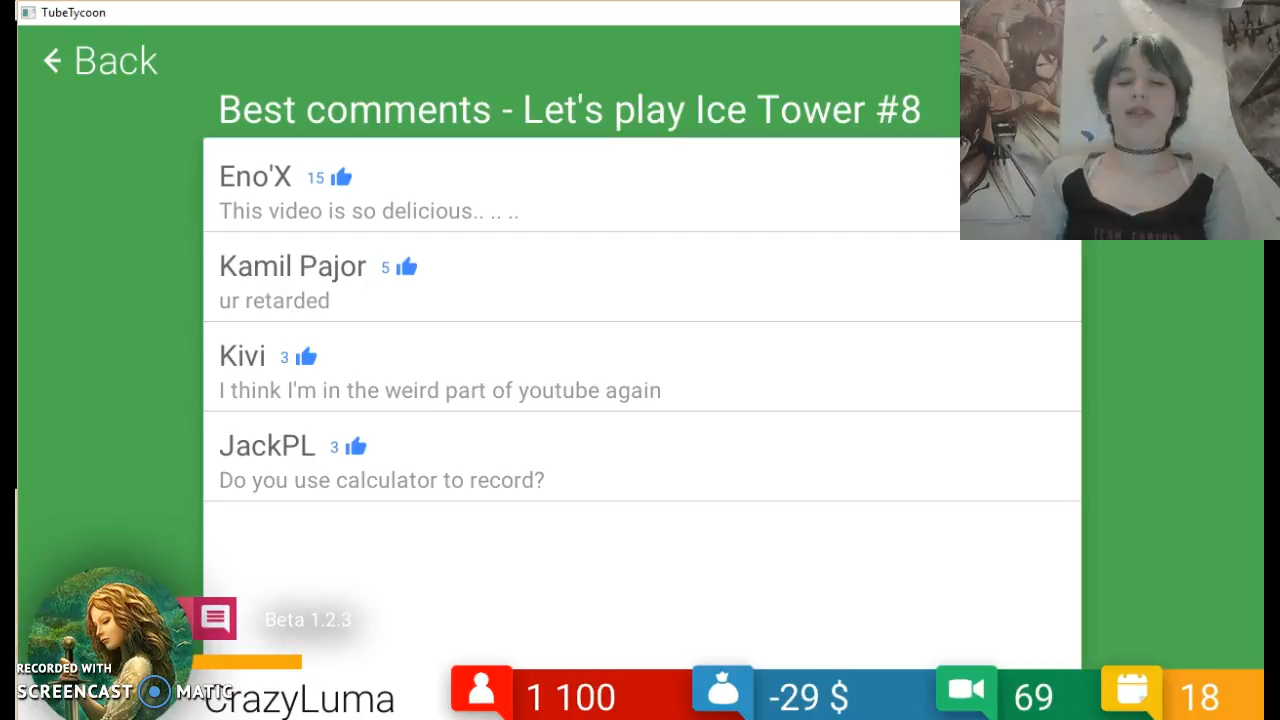 TubeTycoon
Back
Best comments - Let's play Ice Tower #8
Eno'X 15
This video is so delicious.. .. ..
Kamil Pajor 5
ur retarded
Kivi 3
I think I'm in the weird part of youtube again
JackPL 3
Do you use calculator to record?
Beta 1.2.3
RECORDED WITH
SCREENCAST MATIC
CrazyLuma
1 100
-29 $
69
18